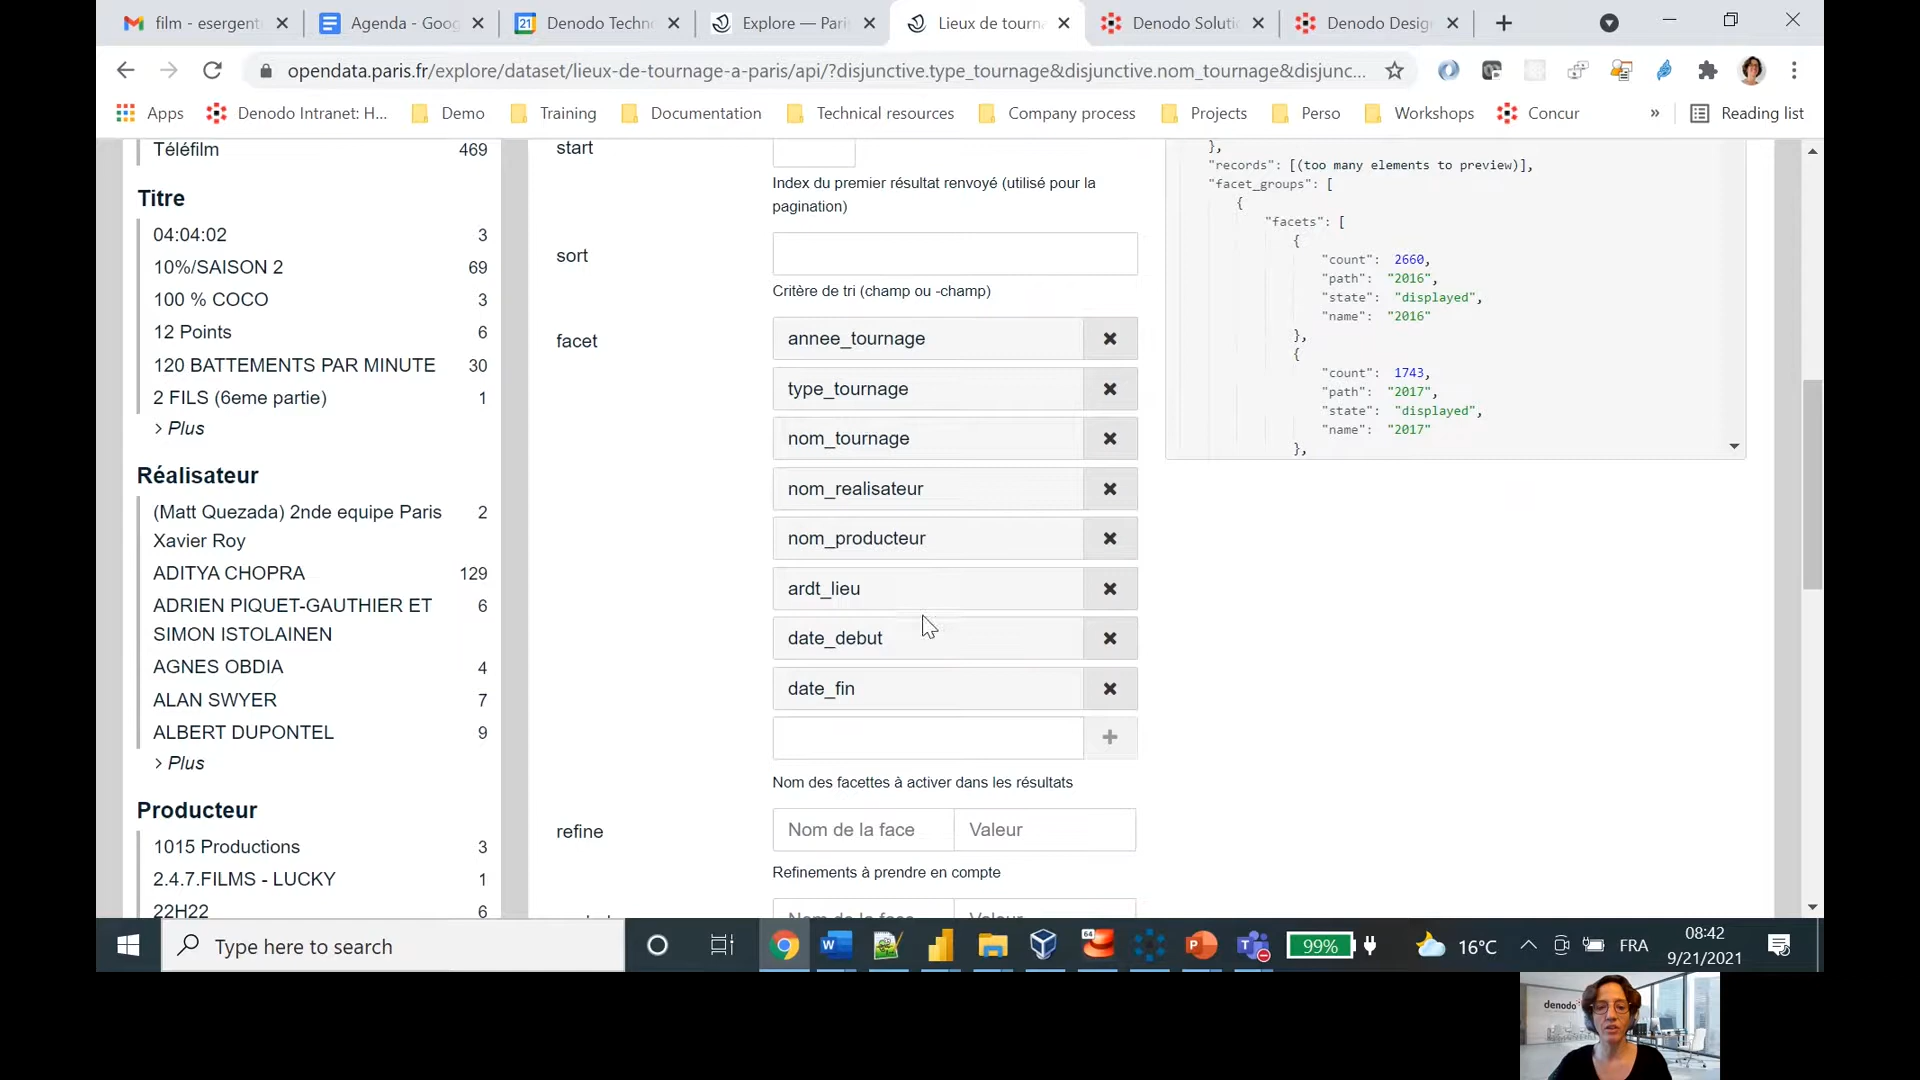 film - esergent
Agenda - Goog
21
Denodo Techn
Explore — Paris
Lieux de tourna
Denodo Soluti
Denodo Desig
opendata.paris.fr/explore/dataset/lieux-de-tournage-a-paris/api/?disjunctive.type_tournage&disjunctive.nom_tournage&disjunc...
Apps
Denodo Intranet: H...
Demo
Training
Documentation
Technical resources
Company process
Projects
Perso
Workshops
Concur
»
Reading list
Téléfilm 469
Titre
04:04:02 3
10%/SAISON 2 69
100 % COCO 3
12 Points 6
120 BATTEMENTS PAR MINUTE 30
2 FILS (6eme partie) 1
> Plus
Réalisateur
(Matt Quezada) 2nde equipe Paris 2
Xavier Roy
ADITYA CHOPRA 129
ADRIEN PIQUET-GAUTHIER ET 6
SIMON ISTOLAINEN
AGNES OBDIA 4
ALAN SWYER 7
ALBERT DUPONTEL 9
> Plus
Producteur
1015 Productions 3
2.4.7.FILMS - LUCKY 1
22H22 6
start
Index du premier résultat renvoyé (utilisé pour la
pagination)
sort
Critère de tri (champ ou -champ)
facet
annee_tournage
type_tournage
nom_tournage
nom_realisateur
nom_producteur
ardt_lieu
date_debut
date_fin
Nom des facettes à activer dans les résultats
refine
Nom de la face Valeur
Refinements à prendre en compte
Nom de la face Valeur
},
"records": [(too many elements to preview)],
"facet_groups": [
{
"facets": [
{
"count": 2660,
"path": "2016",
"state": "displayed",
"name": "2016"
},
{
"count": 1743,
"path": "2017",
"state": "displayed",
"name": "2017"
},
Type here to search
64
99%
16°C
FRA
08:42
9/21/2021
denodo